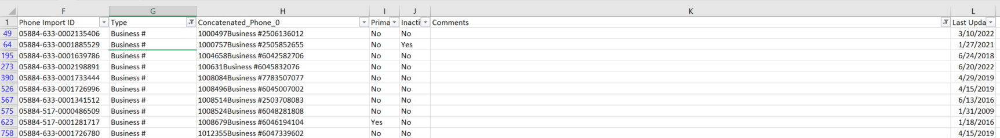 F G H I J K L
1 Phone Import ID Type Concatenated_Phone_0 Prima Inacti Comments Last Upda
49 05884-633-0002135406 Business # 1000497Business #2506136012 No No 3/10/2022
64 05884-633-0001885529 Business # 1000757Business #2505852655 No Yes 1/27/2021
195 05884-633-0001639786 Business # 1004658Business #6042582706 No No 6/24/2018
273 05884-633-0002198891 Business # 100631Business #6045832076 No No 6/20/2022
390 05884-633-0001733444 Business # 1008084Business #7783507077 No No 4/29/2019
526 05884-633-0001726996 Business # 1008496Business #6045007002 No No 4/15/2019
567 05884-633-0001341512 Business # 1008514Business #2503708083 No No 6/13/2016
575 05884-517-0000486509 Business # 1008524Business #6048281808 No No 1/31/2009
623 05884-517-0001281717 Business # 1008679Business #6046194104 Yes No 1/18/2016
758 05884-633-0001726780 Business # 1012355Business #6047339602 No No 4/15/2019